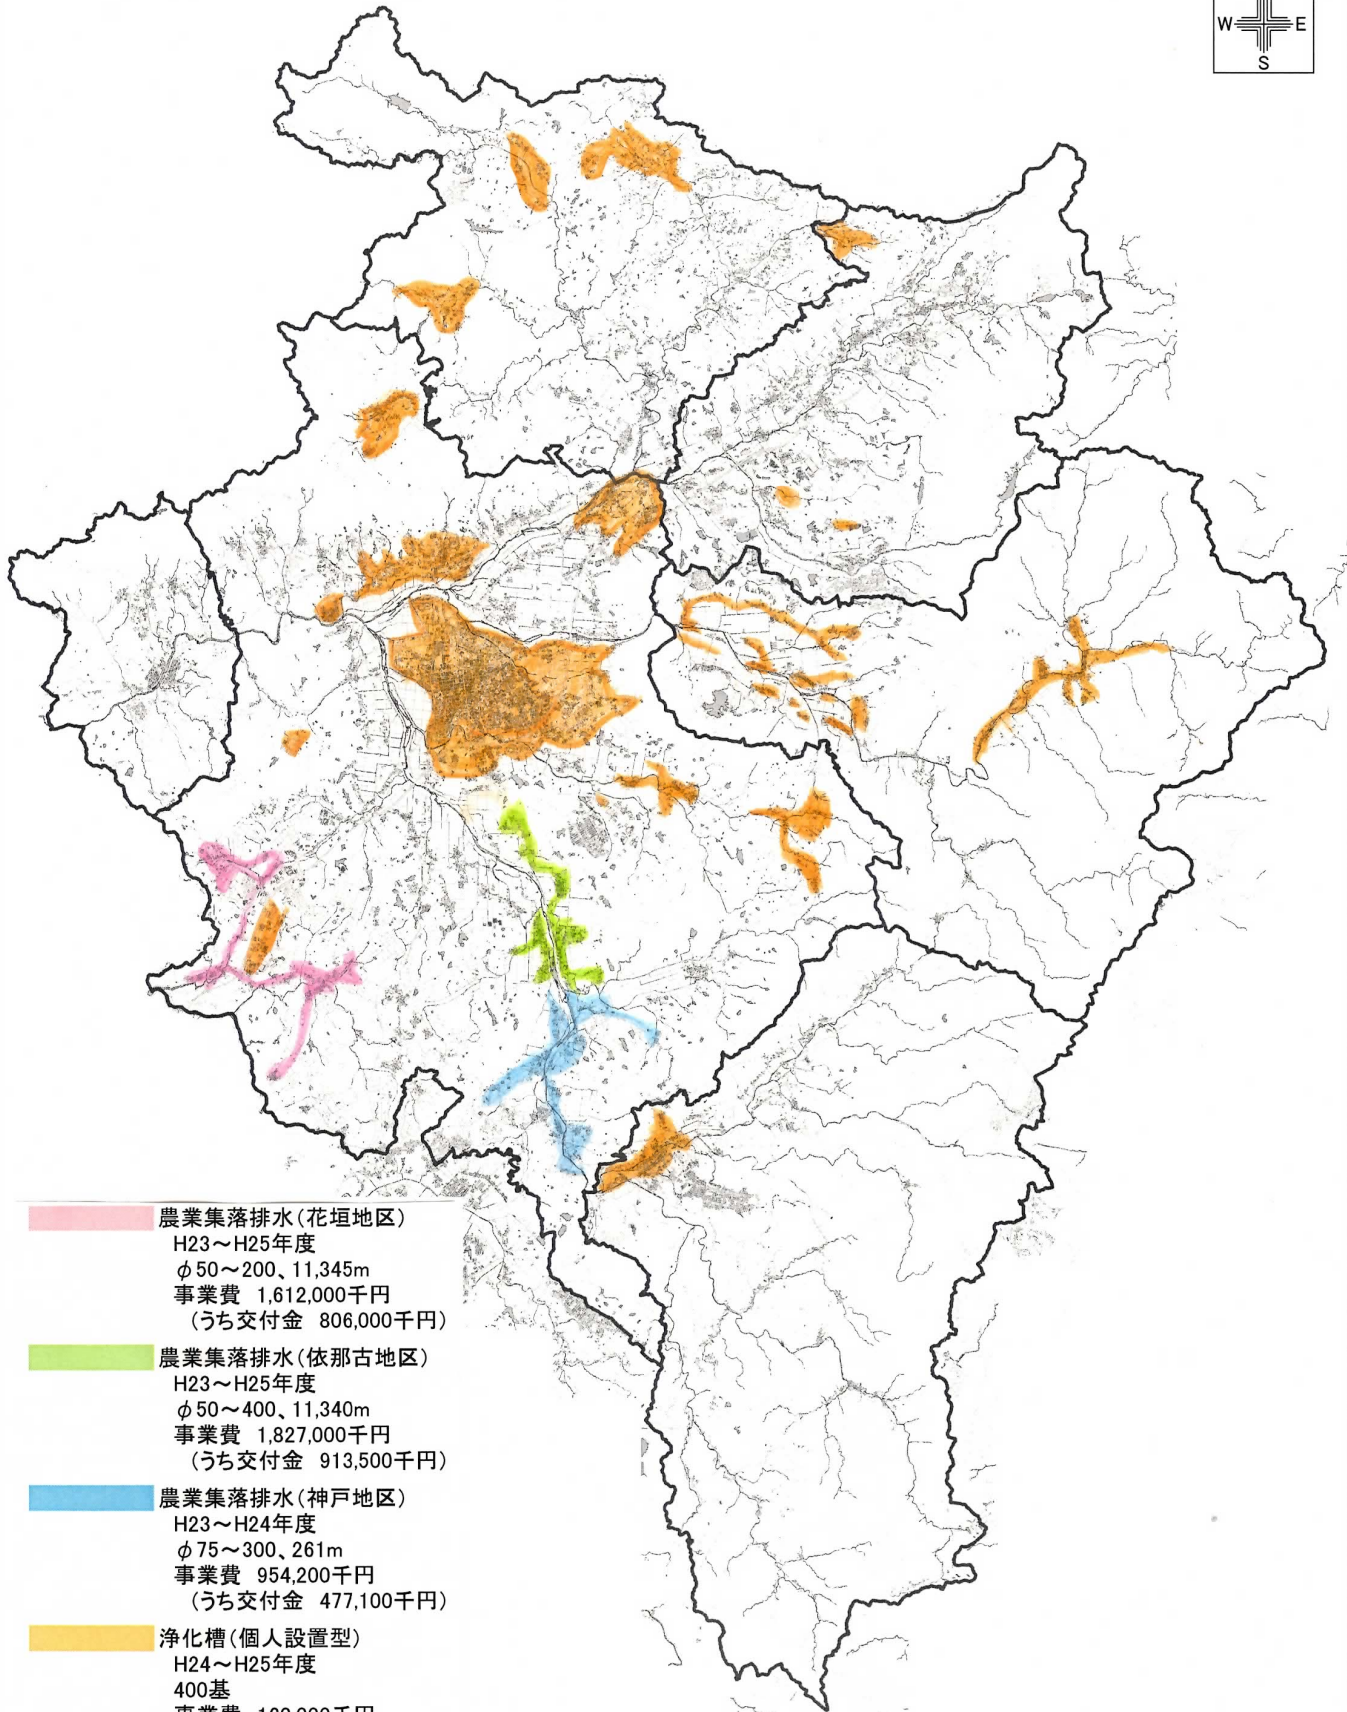 W E
S
農業集落排水(花垣地区)
H23～H25年度
φ50～200、11,345m
事業費 1,612,000千円
(うち交付金 806,000千円)
農業集落排水(依那古地区)
H23～H25年度
φ50～400、11,340m
事業費 1,827,000千円
(うち交付金 913,500千円)
農業集落排水(神戸地区)
H23～H24年度
φ75～300、261m
事業費 954,200千円
(うち交付金 477,100千円)
浄化槽(個人設置型)
H24～H25年度
400基